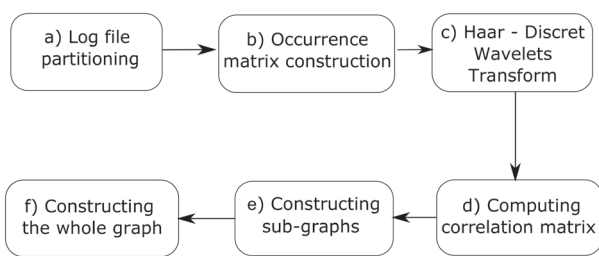 a) Log file
partitioning
b) Occurrence
matrix construction
c) Haar - Discret
Wavelets
Transform
d) Computing
correlation matrix
e) Constructing
sub-graphs
f) Constructing
the whole graph